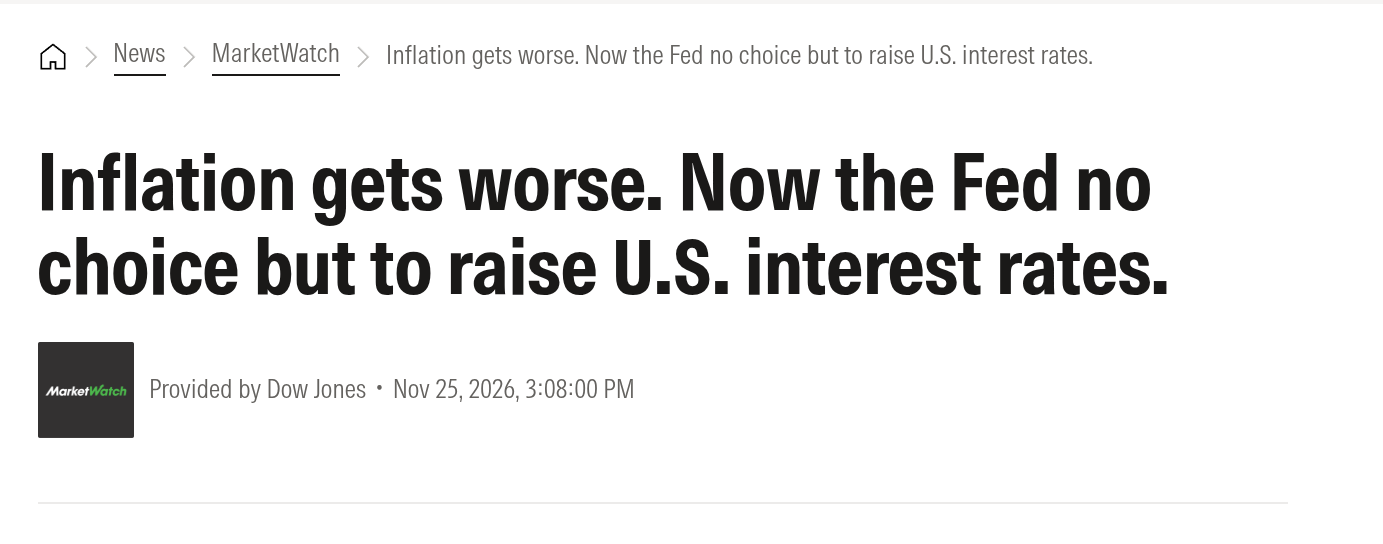 News MarketWatch Inflation gets worse. Now the Fed no choice but to raise U.S. interest rates.
Inflation gets worse. Now the Fed no
choice but to raise U.S. interest rates.
MarketWatch
Provided by Dow Jones • Nov 25, 2026, 3:08:00 PM